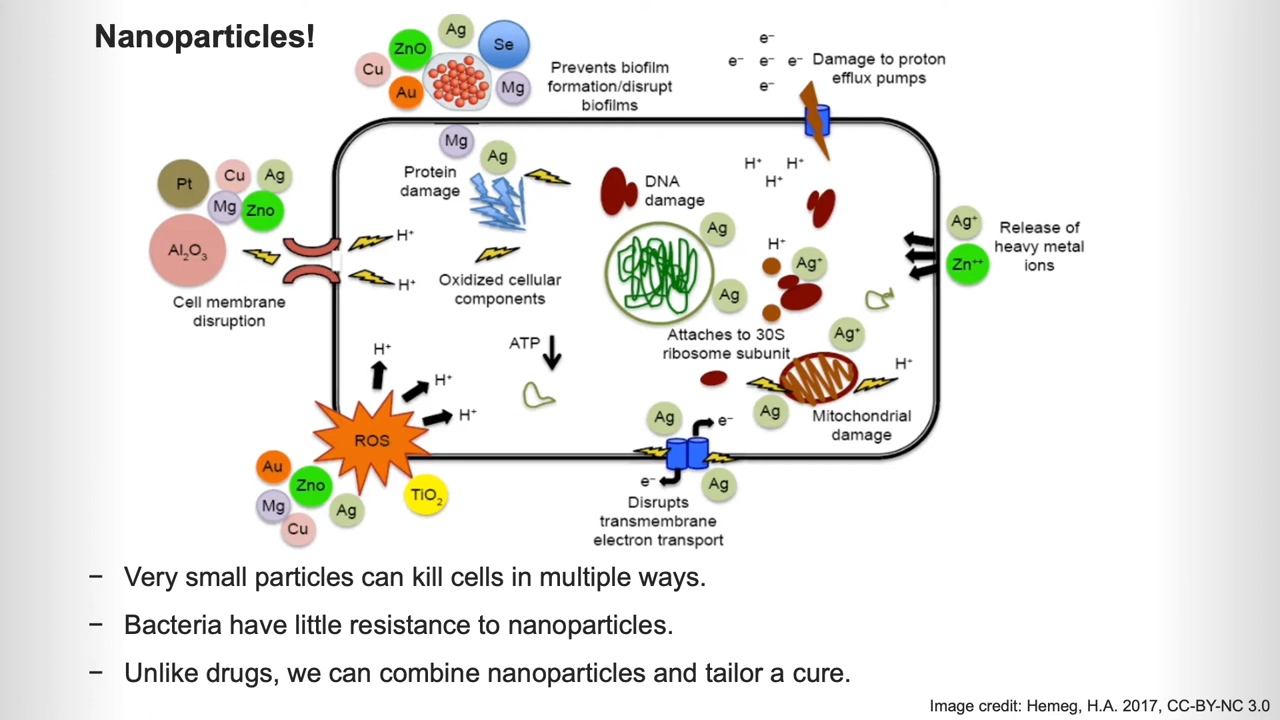 Nanoparticles!
Ag
ZnO
Se
Cu
Au
Mg
Prevents biofilm
formation/disrupt
biofilms
e⁻
e⁻ e⁻ e⁻
e⁻
Damage to proton
efflux pumps
Mg
Ag
Protein
damage
DNA
damage
H⁺ H⁺
H⁺
Pt
Cu
Ag
Mg
Zno
Al₂O₃
Cell membrane
disruption
H⁺
H⁺
Oxidized cellular
components
Ag
Ag
H⁺
Ag⁺
Attaches to 30S
ribosome subunit
Ag⁺
Zn⁺⁺
Release of
heavy metal
ions
ATP
Ag⁺
H⁺
Ag
Mitochondrial
damage
H⁺
H⁺
H⁺
ROS
Au
Zno
Mg
Ag
Cu
TiO₂
Ag
e⁻
e⁻
Ag
Disrupts
transmembrane
electron transport
– Very small particles can kill cells in multiple ways.
– Bacteria have little resistance to nanoparticles.
– Unlike drugs, we can combine nanoparticles and tailor a cure.
Image credit: Hemeg, H.A. 2017, CC-BY-NC 3.0